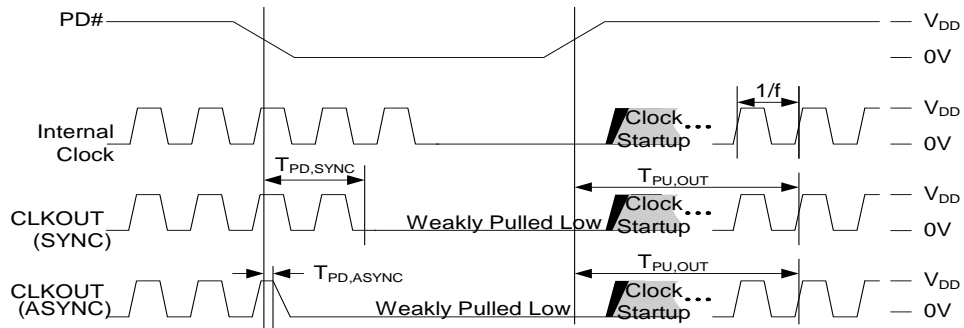 PD#
V_DD
0V
1/f
Internal
Clock
Clock
Startup
V_DD
0V
T_PD,SYNC
T_PU,OUT
CLKOUT
(SYNC)
Weakly Pulled Low
Clock
Startup
V_DD
0V
T_PD,ASYNC
T_PU,OUT
CLKOUT
(ASYNC)
Weakly Pulled Low
Clock
Startup
V_DD
0V